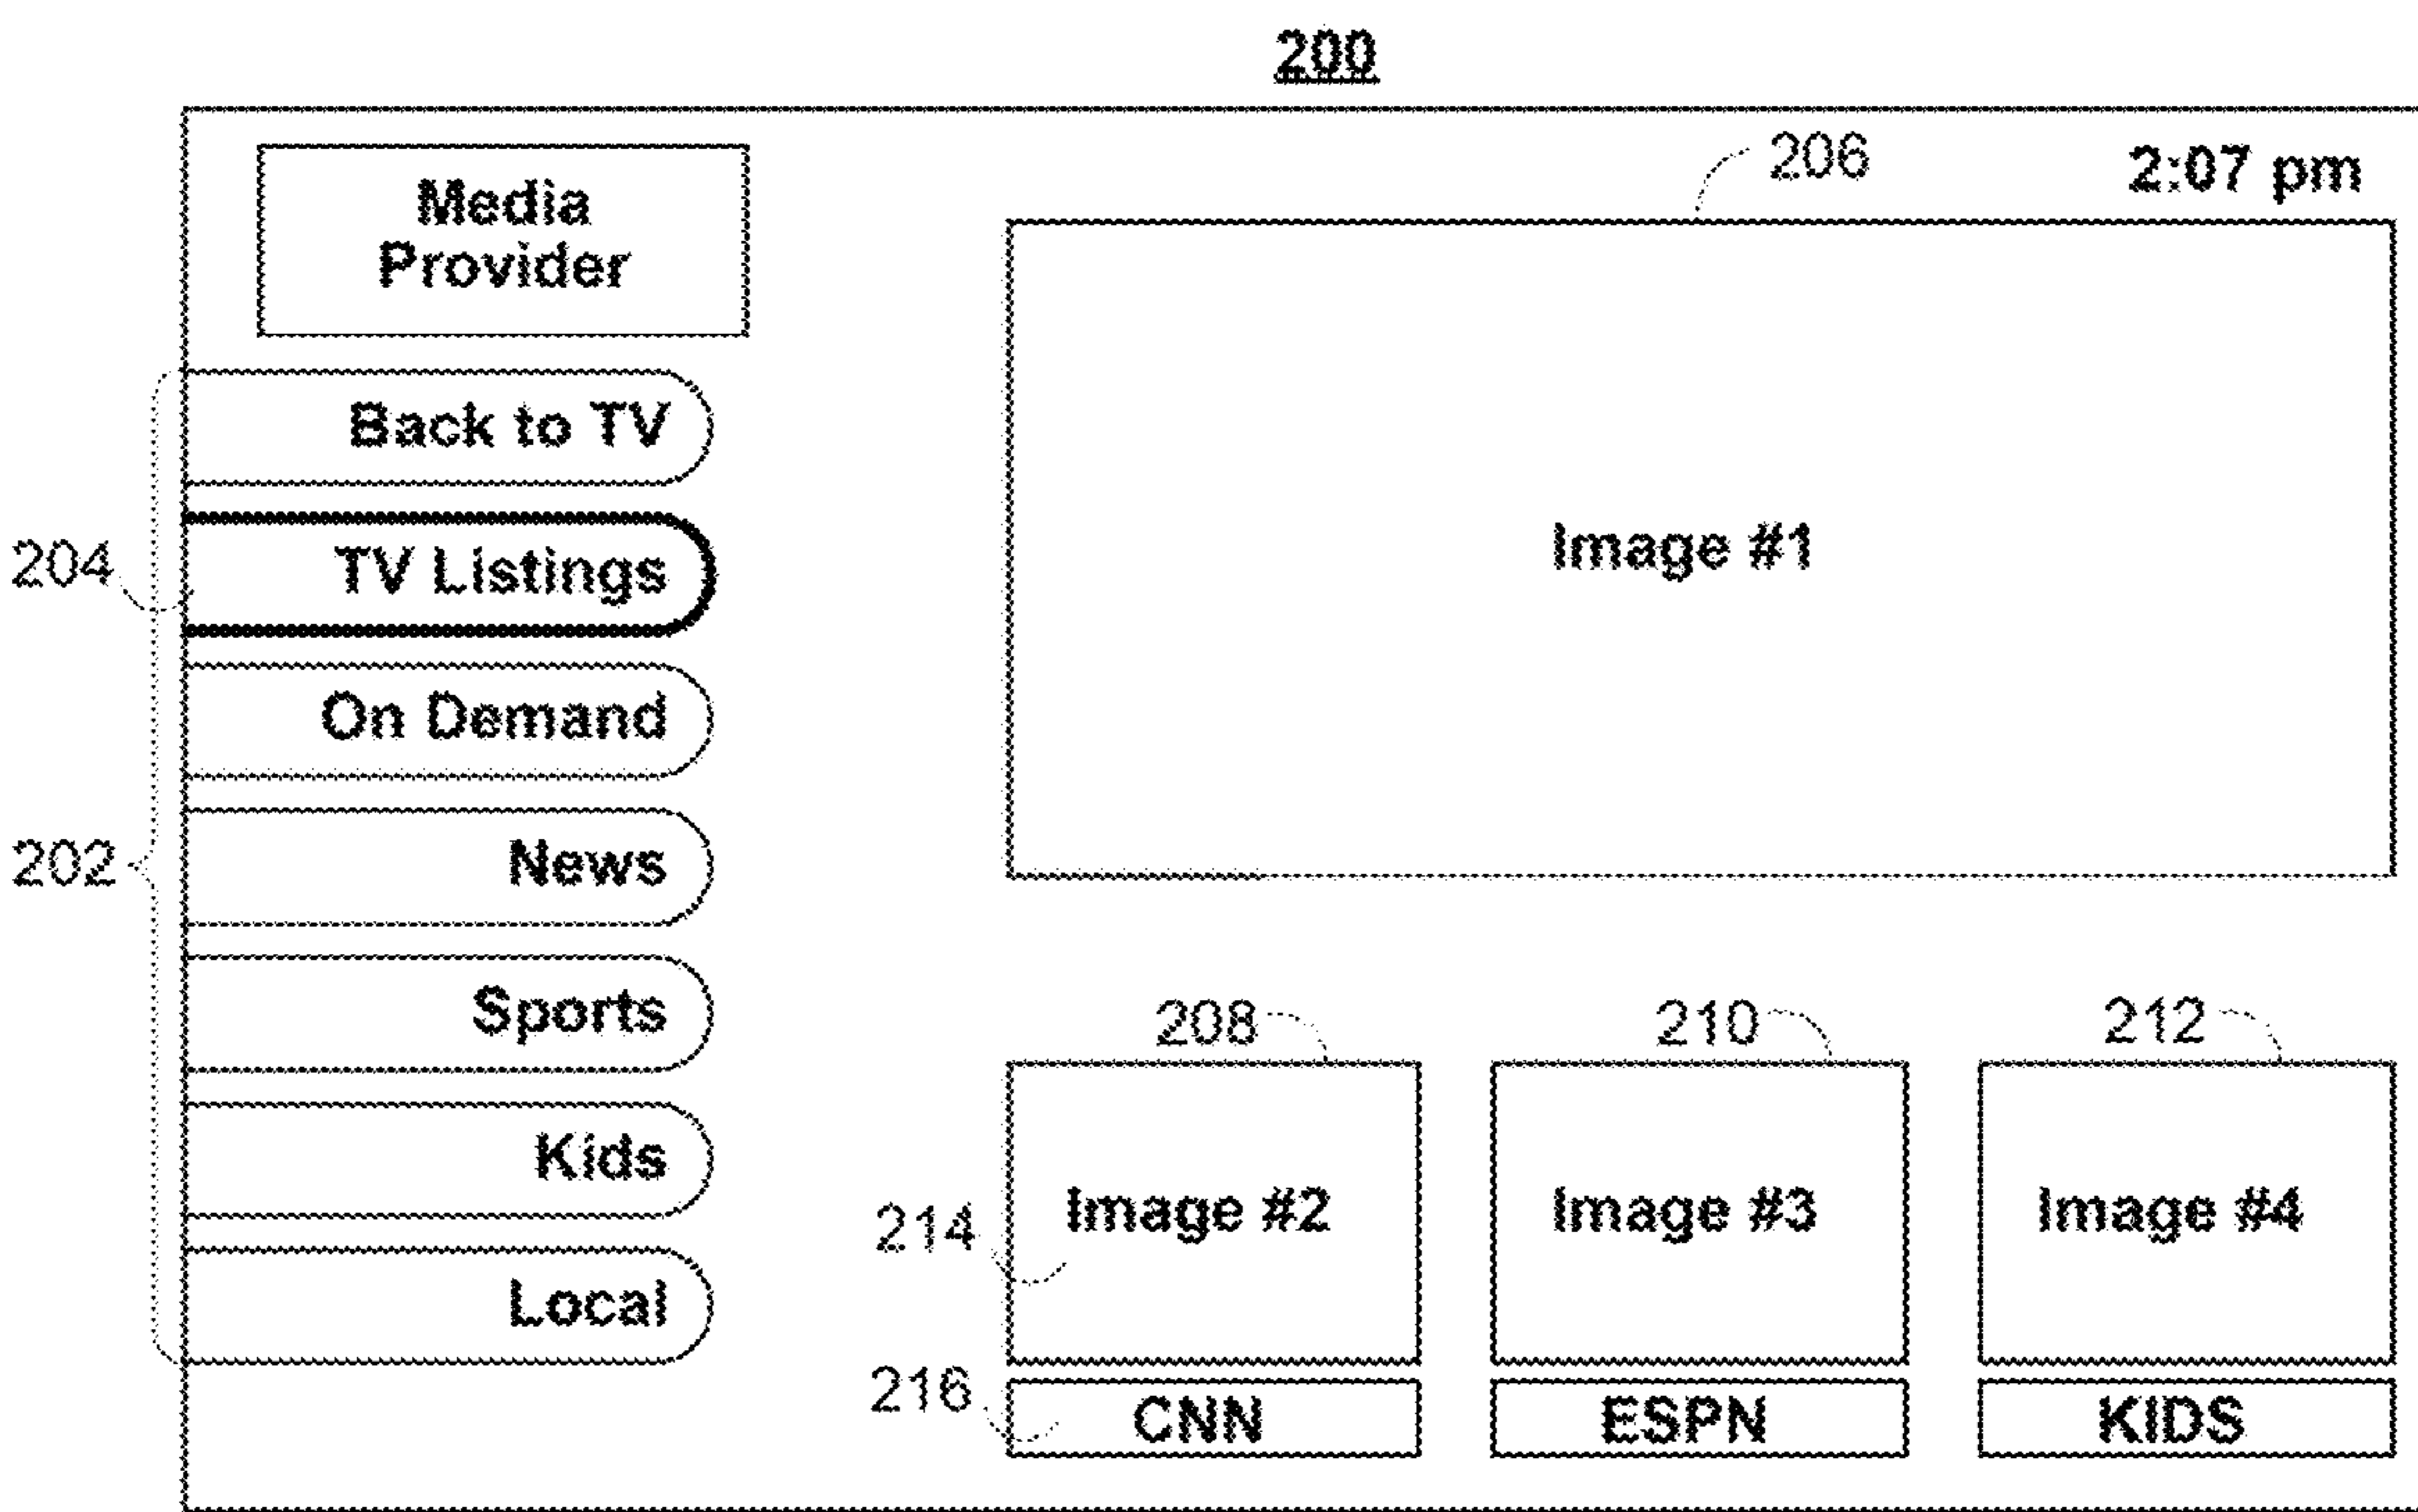 200
206
2:07 pm
Media
Provider
Back to TV
204
TV Listings
Image #1
On Demand
202
News
Sports
208
210
212
Kids
214
Image #2
Image #3
Image #4
Local
216
CNN
ESPN
KIDS